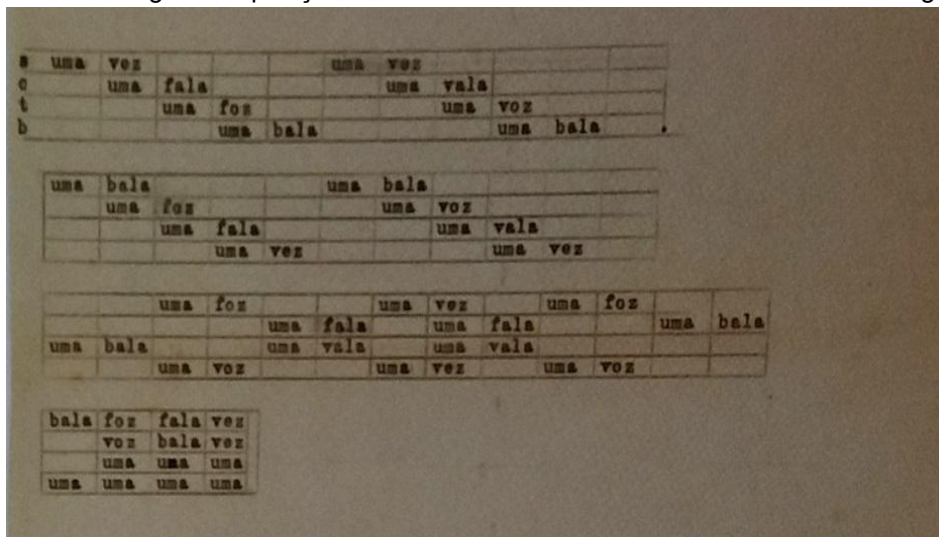 s uma vez uma vez
c uma fala uma vala
t uma foz uma voz
b uma bala uma bala .
uma bala uma bala
uma foz uma voz
uma fala uma vala
uma vez uma vez
uma foz uma vez uma foz
uma fala uma fala uma bala
uma bala uma vala uma vala
uma voz uma vez uma voz
bala foz fala vez
voz bala vez
uma uma uma
uma uma uma uma